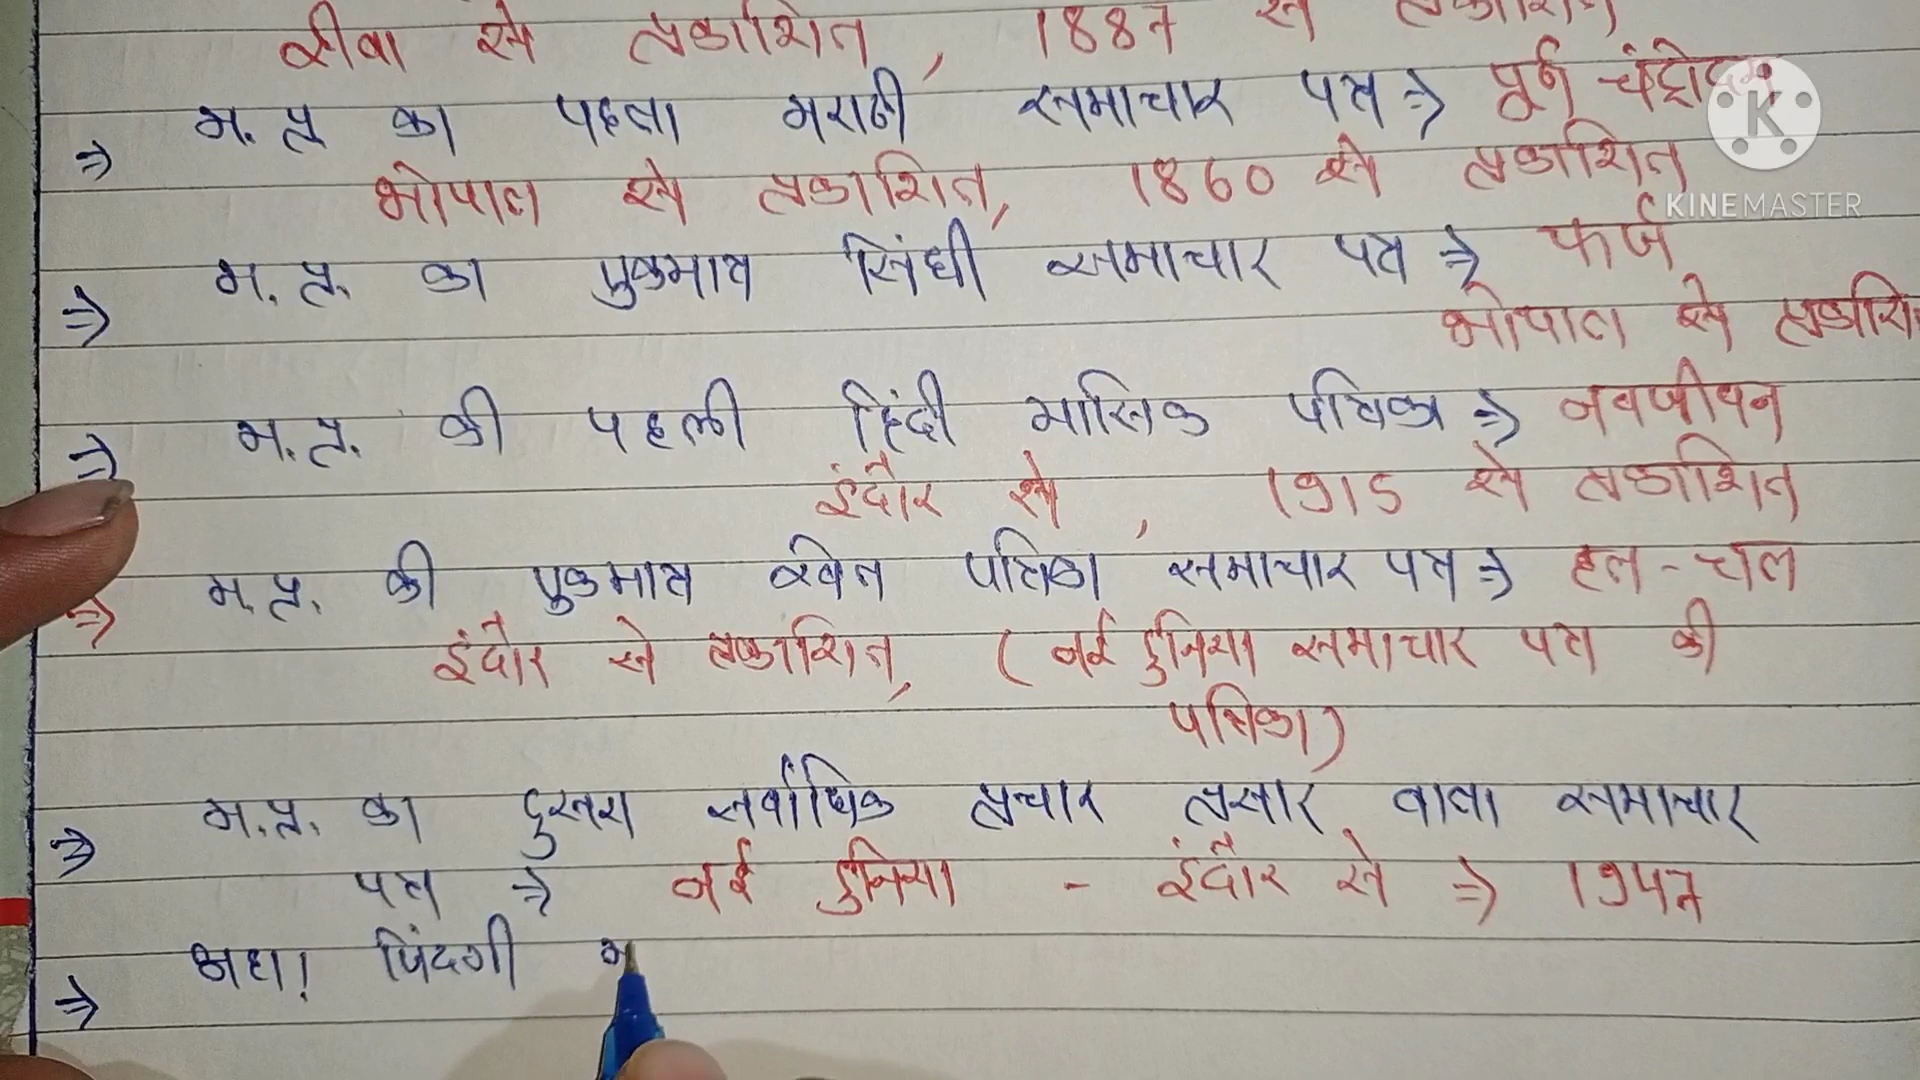 रीवा से प्रकाशित, 1887 से प्रकाशित
⇒ म.प्र का पहला मराठी समाचार पत्र ⇒ पूर्ण चंद्रोदय
भोपाल से प्रकाशित, 1860 से प्रकाशित
KINEMASTER
⇒ म.प्र. का एकमात्र सिंधी समाचार पत्र ⇒ फर्ज
भोपाल से प्रकाशि
⇒ म.प्र. की पहली हिंदी मासिक पत्रिका ⇒ नवजीवन
इंदौर से, 1915 से प्रकाशित
⇒ म.प्र. की एकमात्र खेल पत्रिका समाचार पत्र ⇒ हल-चल
इंदौर से प्रकाशित, (नई दुनिया समाचार पत्र की
पत्रिका)
⇒ म.प्र. का दुसरा सर्वाधिक प्रचार प्रसार वाला समाचार
पत्र ⇒ नई दुनिया - इंदौर से ⇒ 1947
⇒ अहा! जिंदगी म